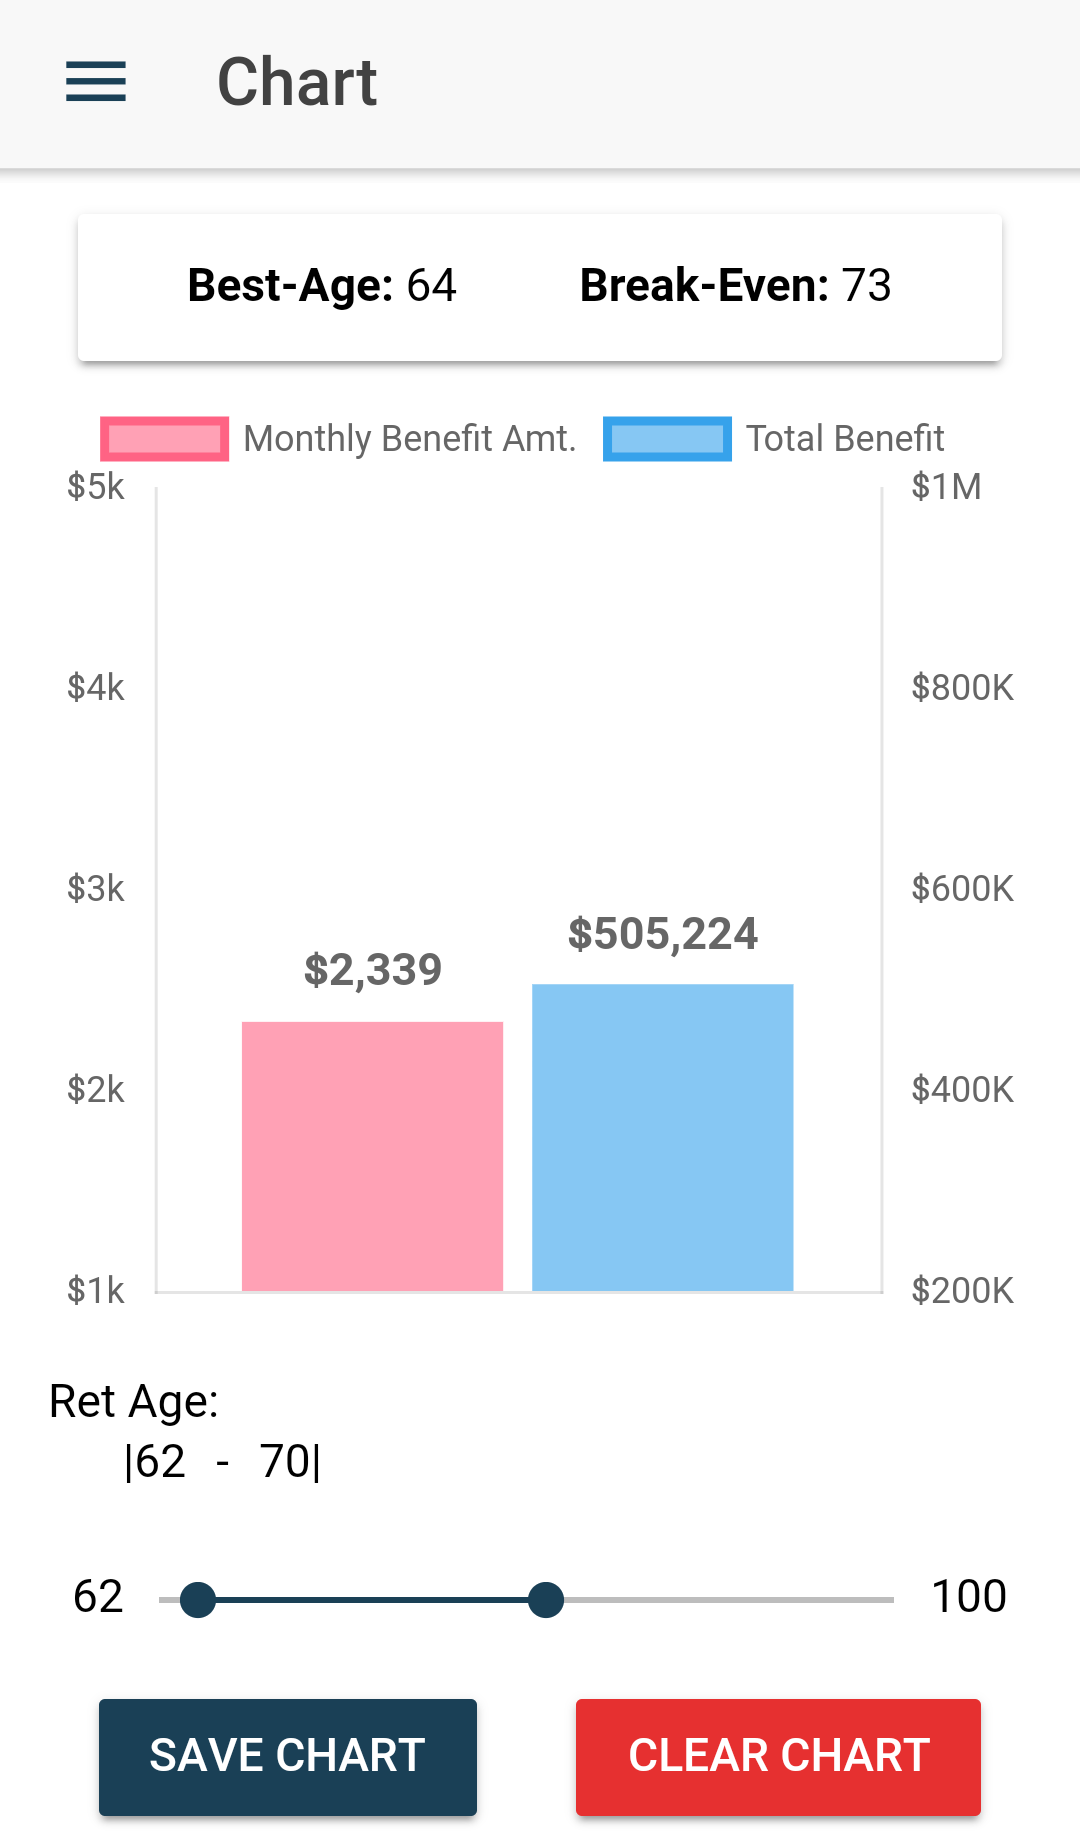 Chart
Best-Age: 64 Break-Even: 73
Monthly Benefit Amt. Total Benefit
$5k $1M
$4k $800K
$3k $600K
$505,224
$2,339
$2k $400K
$1k $200K
Ret Age:
|62 - 70|
62 100
SAVE CHART CLEAR CHART